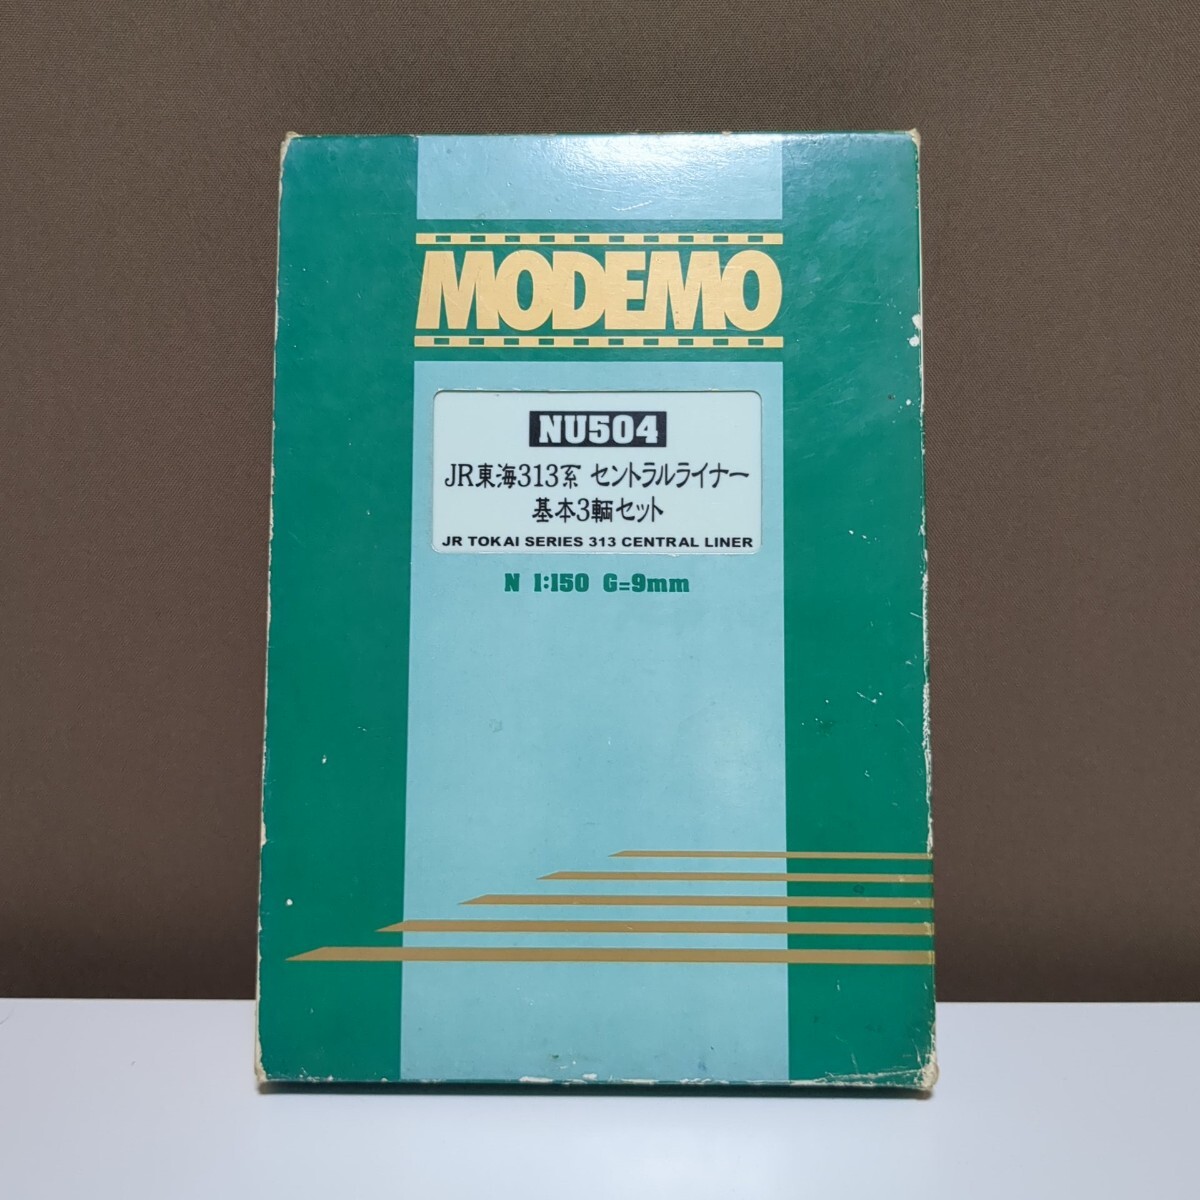 MODEMO
NU504
JR東海313系 セントラルライナー
基本3輌セット
JR TOKAI SERIES 313 CENTRAL LINER
N 1:150 G=9mm